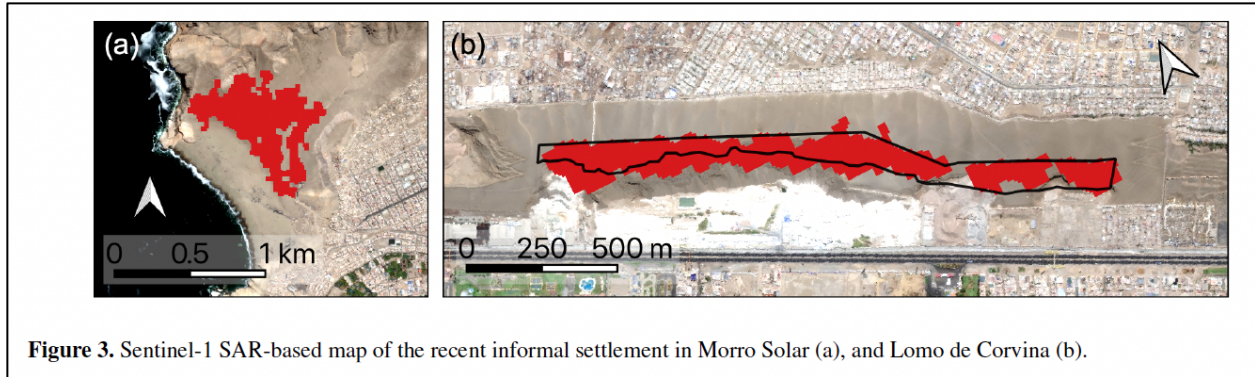 (a)
(b)
0 0.5 1 km
0 250 500 m
Figure 3. Sentinel-1 SAR-based map of the recent informal settlement in Morro Solar (a), and Lomo de Corvina (b).